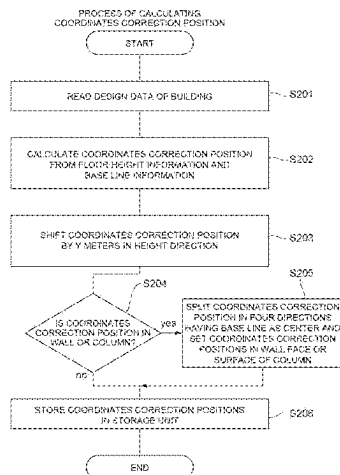 PROCESS OF CALCULATING
COORDINATES CORRECTION POSITION
START
READ DESIGN DATA OF BUILDING
S201
CALCULATE COORDINATES CORRECTION POSITION
FROM FLOOR HEIGHT INFORMATION AND
BASE LINE INFORMATION
S202
SHIFT COORDINATES CORRECTION POSITION
BY Y METERS IN HEIGHT DIRECTION
S203
S204
S205
IS COORDINATES
CORRECTION POSITION IN
WALL OR COLUMN?
yes
SPLIT COORDINATES CORRECTION
POSITION IN FOUR DIRECTIONS
HAVING BASE LINE AS CENTER AND
SET COORDINATES CORRECTION
POSITIONS IN WALL FACE OR
SURFACE OF COLUMN
no
STORE COORDINATES CORRECTION POSITIONS
IN STORAGE UNIT
S206
END